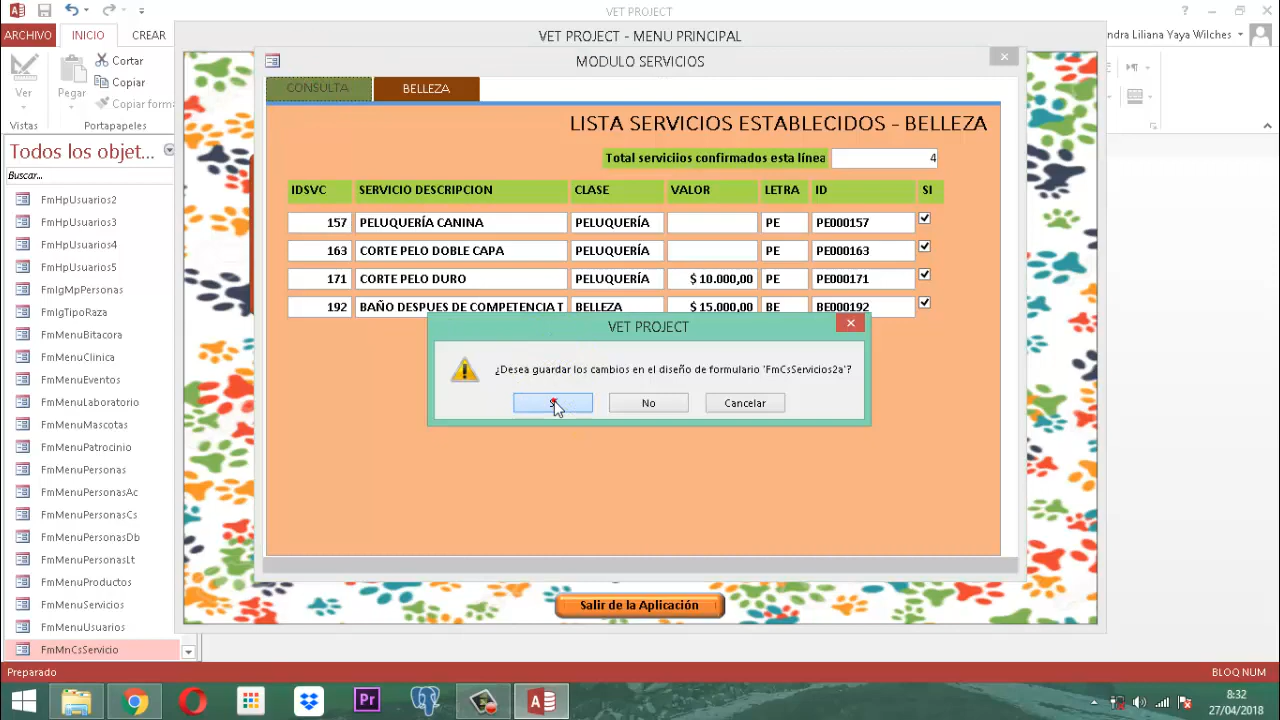 VET PROJECT
ARCHIVO INICIO CREAR
ndra Liliana Yaya Wilches
Ver
Vistas
Pegar
Cortar
Copiar
Copiar forma
Portapapeles
VET PROJECT - MENU PRINCIPAL
MODULO SERVICIOS
CONSULTA BELLEZA
LISTA SERVICIOS ESTABLECIDOS - BELLEZA
Total serviciios confirmados esta línea 4
IDSVC SERVICIO DESCRIPCION CLASE VALOR LETRA ID SI
157 PELUQUERÍA CANINA PELUQUERÍA PE PE000157
163 CORTE PELO DOBLE CAPA PELUQUERÍA PE PE000163
171 CORTE PELO DURO PELUQUERÍA $ 10.000,00 PE PE000171
192 BAÑO DESPUES DE COMPETENCIA T BELLEZA $ 15.000,00 BE BE000192
VET PROJECT
¿Desea guardar los cambios en el diseño de formulario 'FmCsServicios2a'?
No Cancelar
Salir de la Aplicación
Todos los objet...
Buscar...
FmHpUsuarios2
FmHpUsuarios3
FmHpUsuarios4
FmHpUsuarios5
FmIgMpPersonas
FmIgTipoRaza
FmMenuBitacora
FmMenuClinica
FmMenuEventos
FmMenuLaboratorio
FmMenuMascotas
FmMenuPatrocinio
FmMenuPersonas
FmMenuPersonasAc
FmMenuPersonasCs
FmMenuPersonasDb
FmMenuPersonasLt
FmMenuProductos
FmMenuServicios
FmMenuUsuarios
FmMnCsServicio
Preparado BLOQ NUM
Pr
8:32
27/04/2018